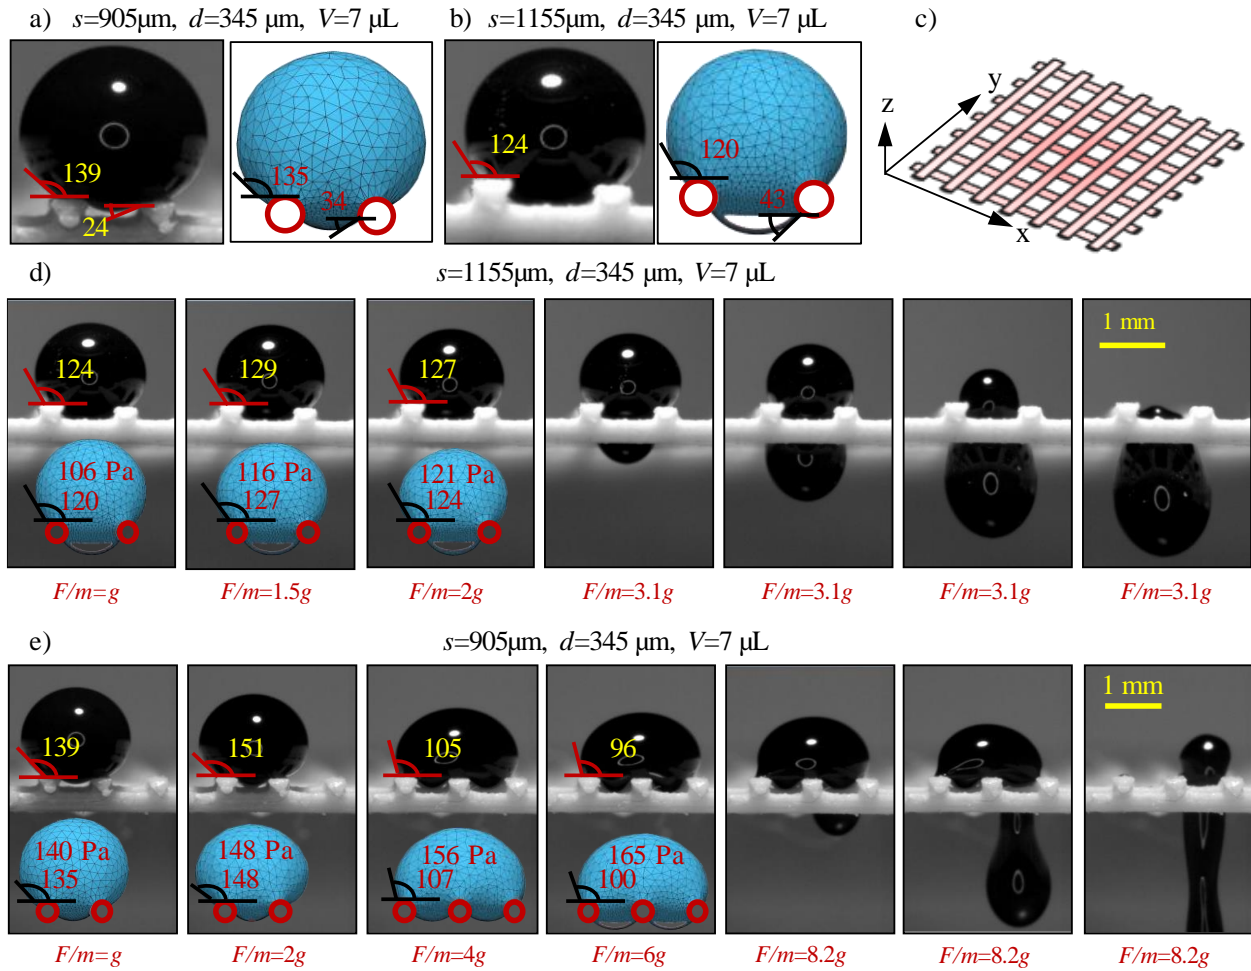 a) s=905µm, d=345 µm, V=7 µL
b) s=1155µm, d=345 µm, V=7 µL
c)
139
24
135
34
124
120
43
z
y
x
d) s=1155µm, d=345 µm, V=7 µL
124
129
127
1 mm
106 Pa
120
116 Pa
127
121 Pa
124
F/m=g
F/m=1.5g
F/m=2g
F/m=3.1g
F/m=3.1g
F/m=3.1g
F/m=3.1g
e) s=905µm, d=345 µm, V=7 µL
139
151
105
96
1 mm
140 Pa
135
148 Pa
148
156 Pa
107
165 Pa
100
F/m=g
F/m=2g
F/m=4g
F/m=6g
F/m=8.2g
F/m=8.2g
F/m=8.2g